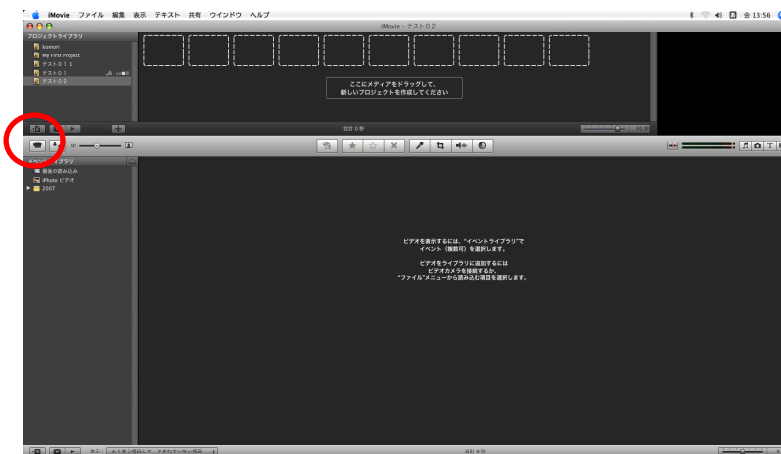 iMovie ファイル 編集 表示 テキスト 共有 ウインドウ ヘルプ
金 13:56
iMovie – テスト０２
プロジェクトライブラリ
komori
My First Project
テスト０１１
テスト０１
テスト０２
ここにメディアをドラッグして、
新しいプロジェクトを作成してください
合計 0 秒
イベントライブラリ
最後の読み込み
iPhoto ビデオ
2007
ビデオを表示するには、"イベントライブラリ"で
イベント（複数可）を選択します。
ビデオをライブラリに追加するには
ビデオカメラを接続するか、
"ファイル"メニューから読み込む項目を選択します。
表示：
合計 0 秒